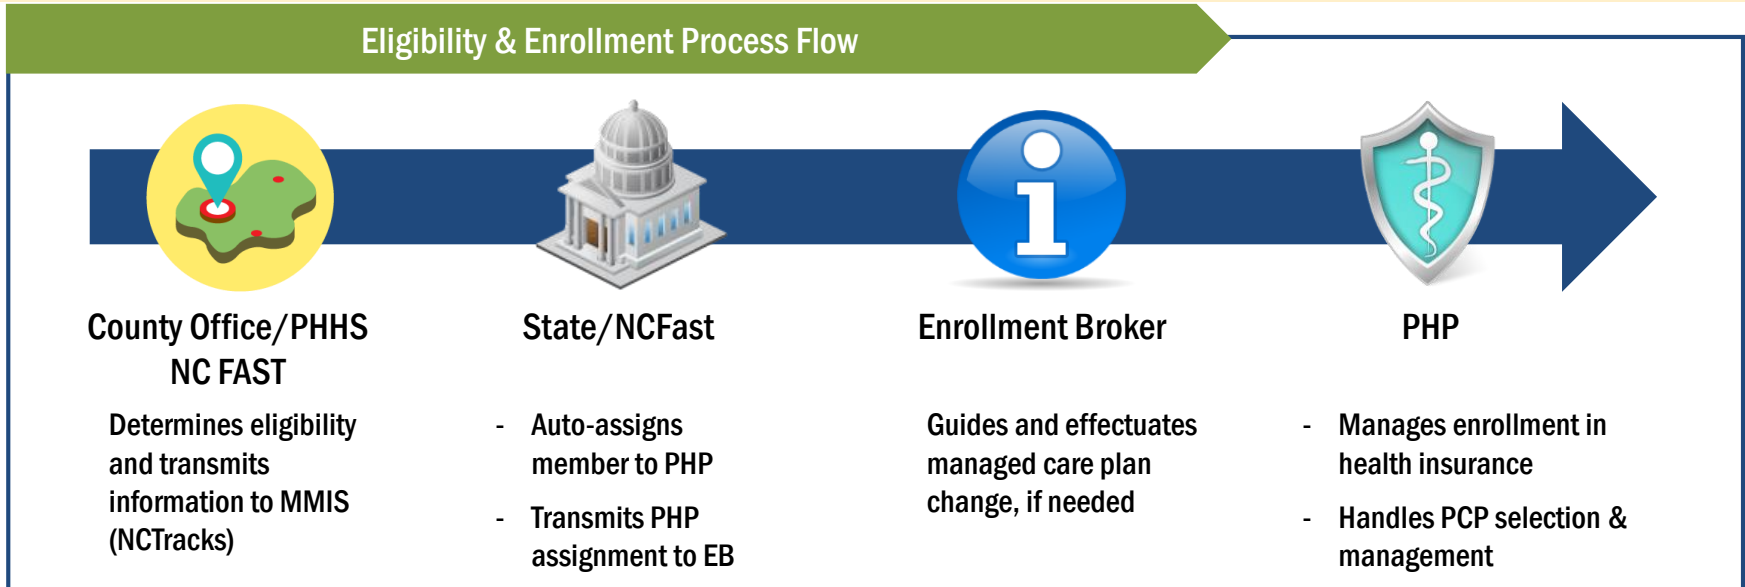 Eligibility & Enrollment Process Flow
County Office/PHHS
NC FAST
Determines eligibility
and transmits
information to MMIS
(NCTracks)
State/NCFast
- Auto-assigns
member to PHP
- Transmits PHP
assignment to EB
Enrollment Broker
Guides and effectuates
managed care plan
change, if needed
PHP
- Manages enrollment in
health insurance
- Handles PCP selection &
management